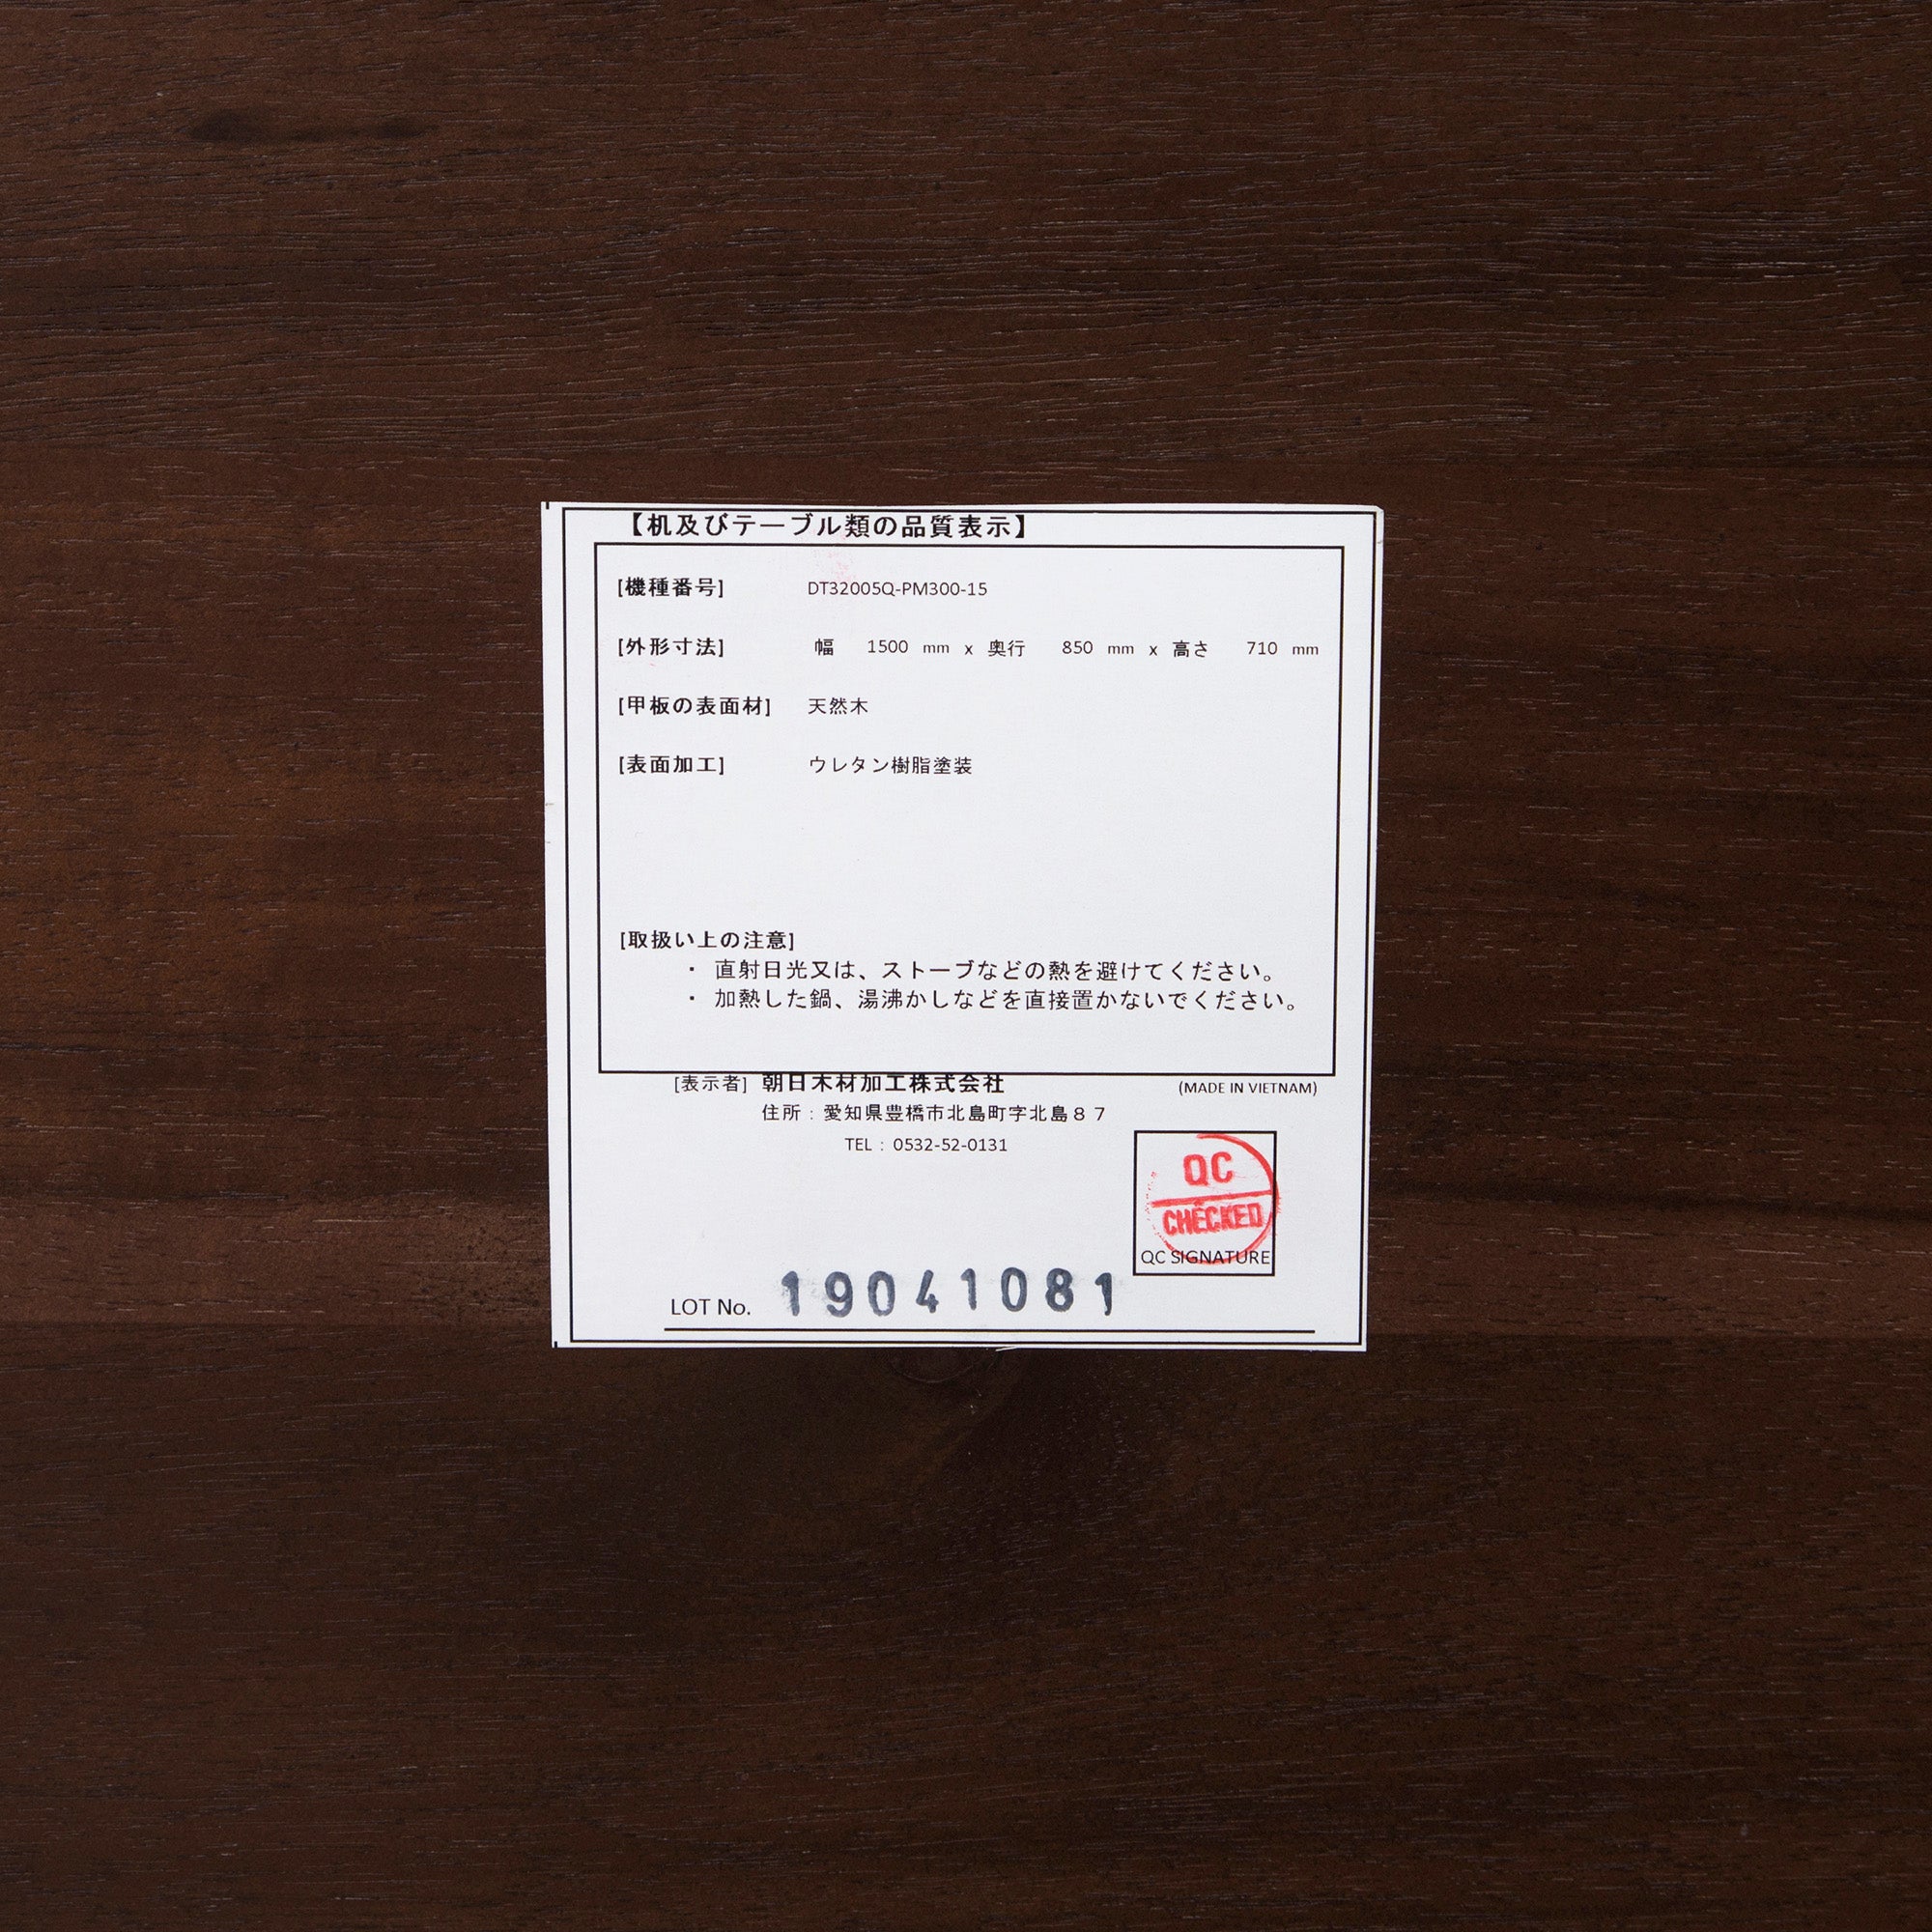 【机及びテーブル類の品質表示】
[機種番号] DT32005Q-PM300-15
[外形寸法] 幅 1500 mm x 奥行 850 mm x 高さ 710 mm
[甲板の表面材] 天然木
[表面加工] ウレタン樹脂塗装
[取扱い上の注意]
・ 直射日光又は、ストーブなどの熱を避けてください。
・ 加熱した鍋、湯沸かしなどを直接置かないでください。
[表示者] 朝日木材加工株式会社 (MADE IN VIETNAM)
住所：愛知県豊橋市北島町字北島８７
TEL：0532-52-0131
QC
CHECKED
QC SIGNATURE
LOT No. 19041081